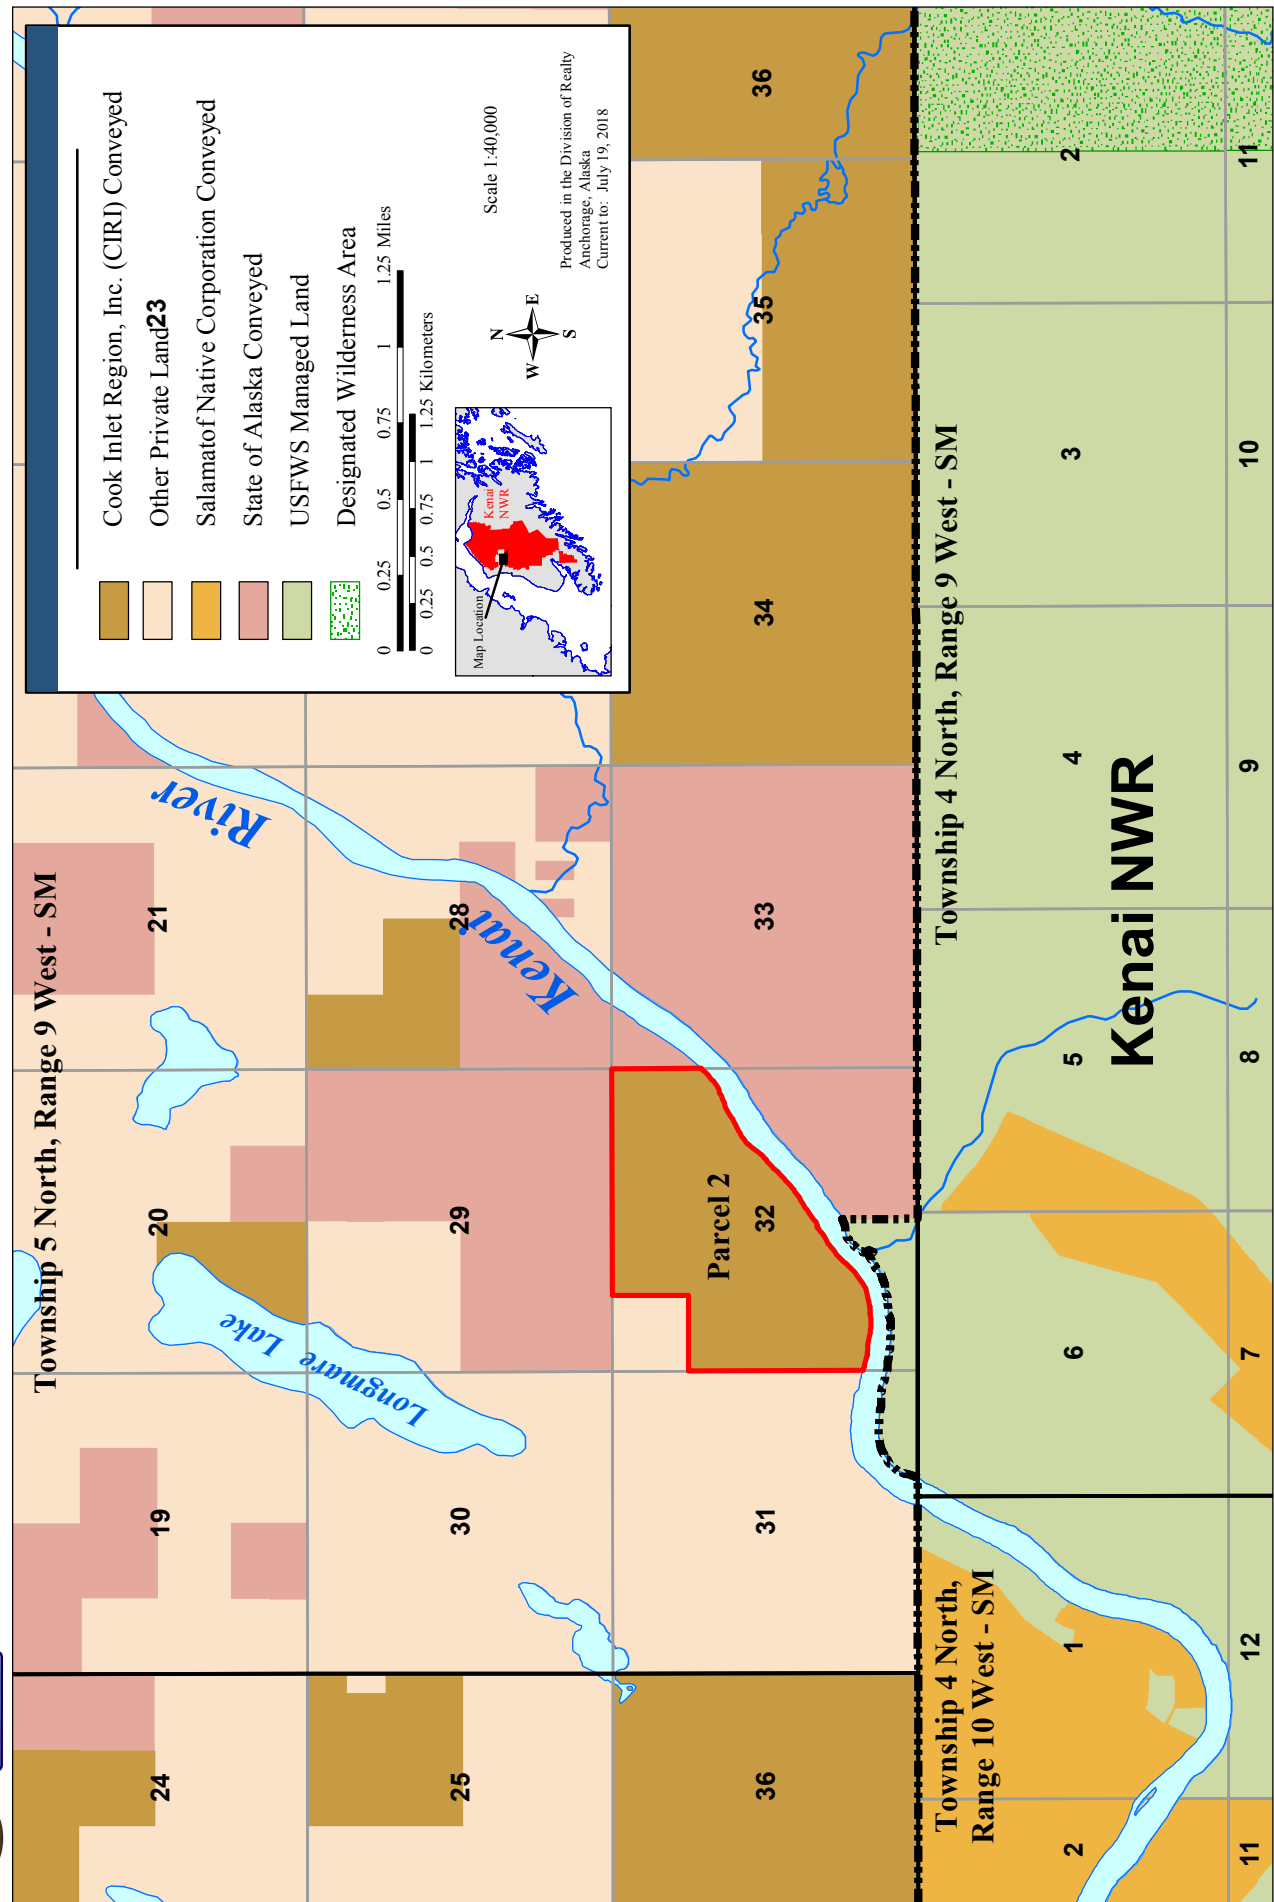 Township 5 North, Range 9 West - SM
Cook Inlet Region, Inc. (CIRI) Conveyed
Other Private Land
23
Salamatof Native Corporation Conveyed
State of Alaska Conveyed
USFWS Managed Land
Designated Wilderness Area
0 0.25 0.5 0.75 1 1.25 Miles
0 0.25 0.5 0.75 1 1.25 Kilometers
Map Location
Kenai
NWR
N
W E
S
Scale 1:40,000
Produced in the Division of Realty
Anchorage, Alaska
Current to: July 19, 2018
24
19
20
21
River
Longmare Lake
25
30
29
28
Kenai
Parcel 2
36
31
32
33
34
35
36
Township 4 North,
Range 10 West - SM
Township 4 North, Range 9 West - SM
2
1
6
5
4
3
2
Kenai NWR
11
12
7
8
9
10
11